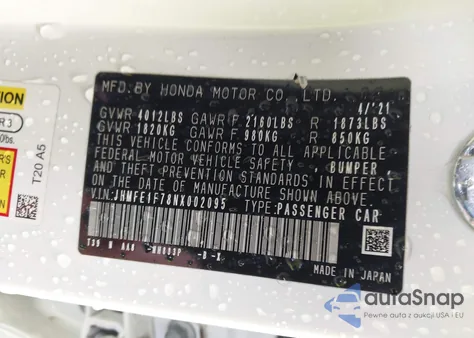 MFD.BY HONDA MOTOR CO.,LTD.
4/'21
GVWR 4012LBS GAWR F 2160LBS R 1873LBS
GVWR 1820KG GAWR F 980KG R 850KG
THIS VEHICLE CONFORMS TO ALL APPLICABLE
FEDERAL MOTOR VEHICLE SAFETY BUMPER
AND THEFT PREVENTION STANDARDS IN EFFECT
ON THE DATE OF MANUFACTURE SHOWN ABOVE.
V.I.N.:JHMFE1F78NX002095 TYPE:PASSENGER CAR
-B-X
MADE IN JAPAN
T20 A5
autaSnap
Pewne auta z aukcji USA i EU